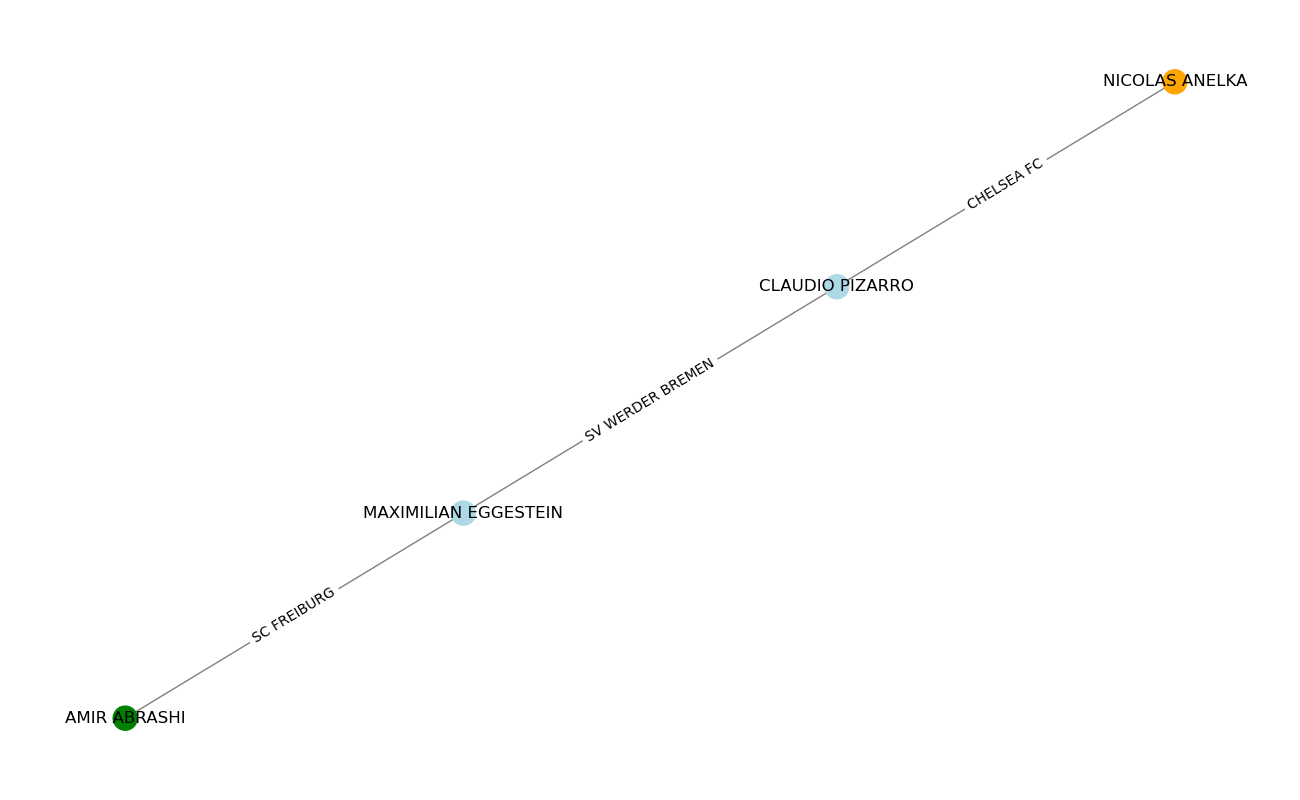 NICOLAS ANELKA
CHELSEA FC
CLAUDIO PIZARRO
SV WERDER BREMEN
MAXIMILIAN EGGESTEIN
SC FREIBURG
AMIR ABRASHI